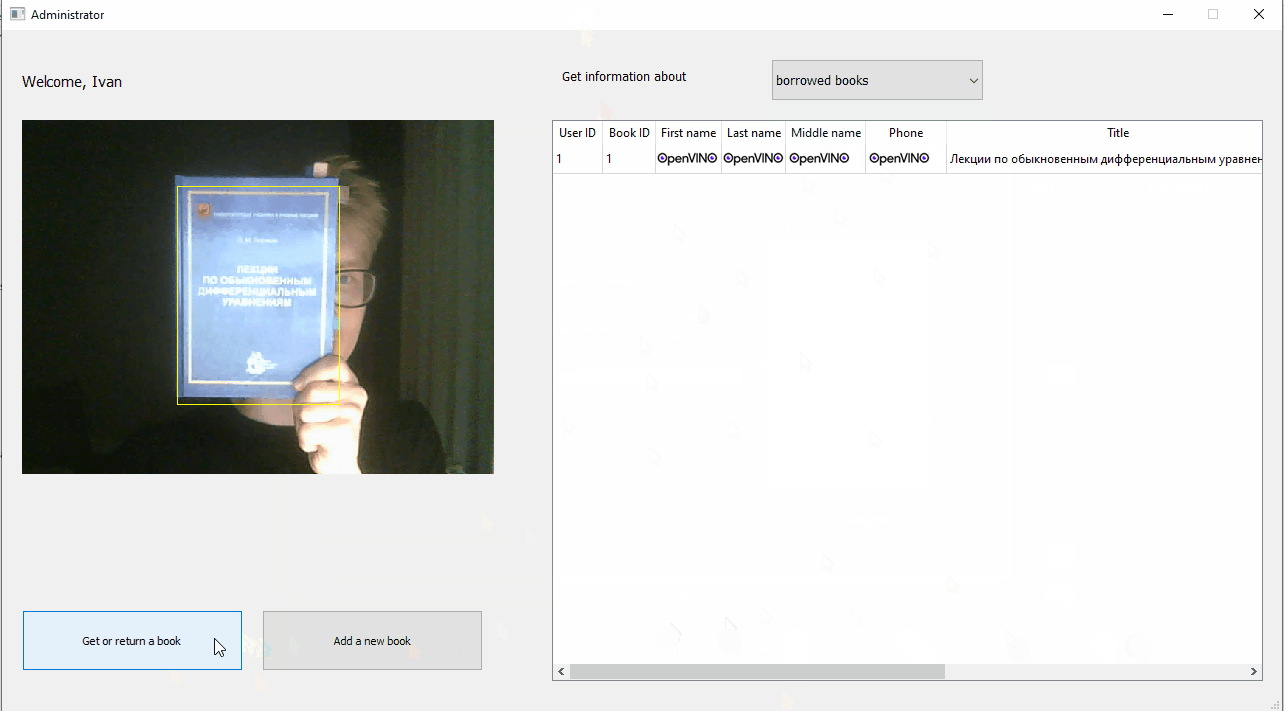 Administrator
Welcome, Ivan
Get information about
borrowed books
User ID Book ID First name Last name Middle name Phone Title
1 1 OpenVINO OpenVINO OpenVINO OpenVINO Лекции по обыкновенным дифференциальным уравнен
ЛЕКЦИИ
ПО ОБЫКНОВЕННЫМ
ДИФФЕРЕНЦИАЛЬНЫМ
УРАВНЕНИЯМ
Get or return a book
Add a new book